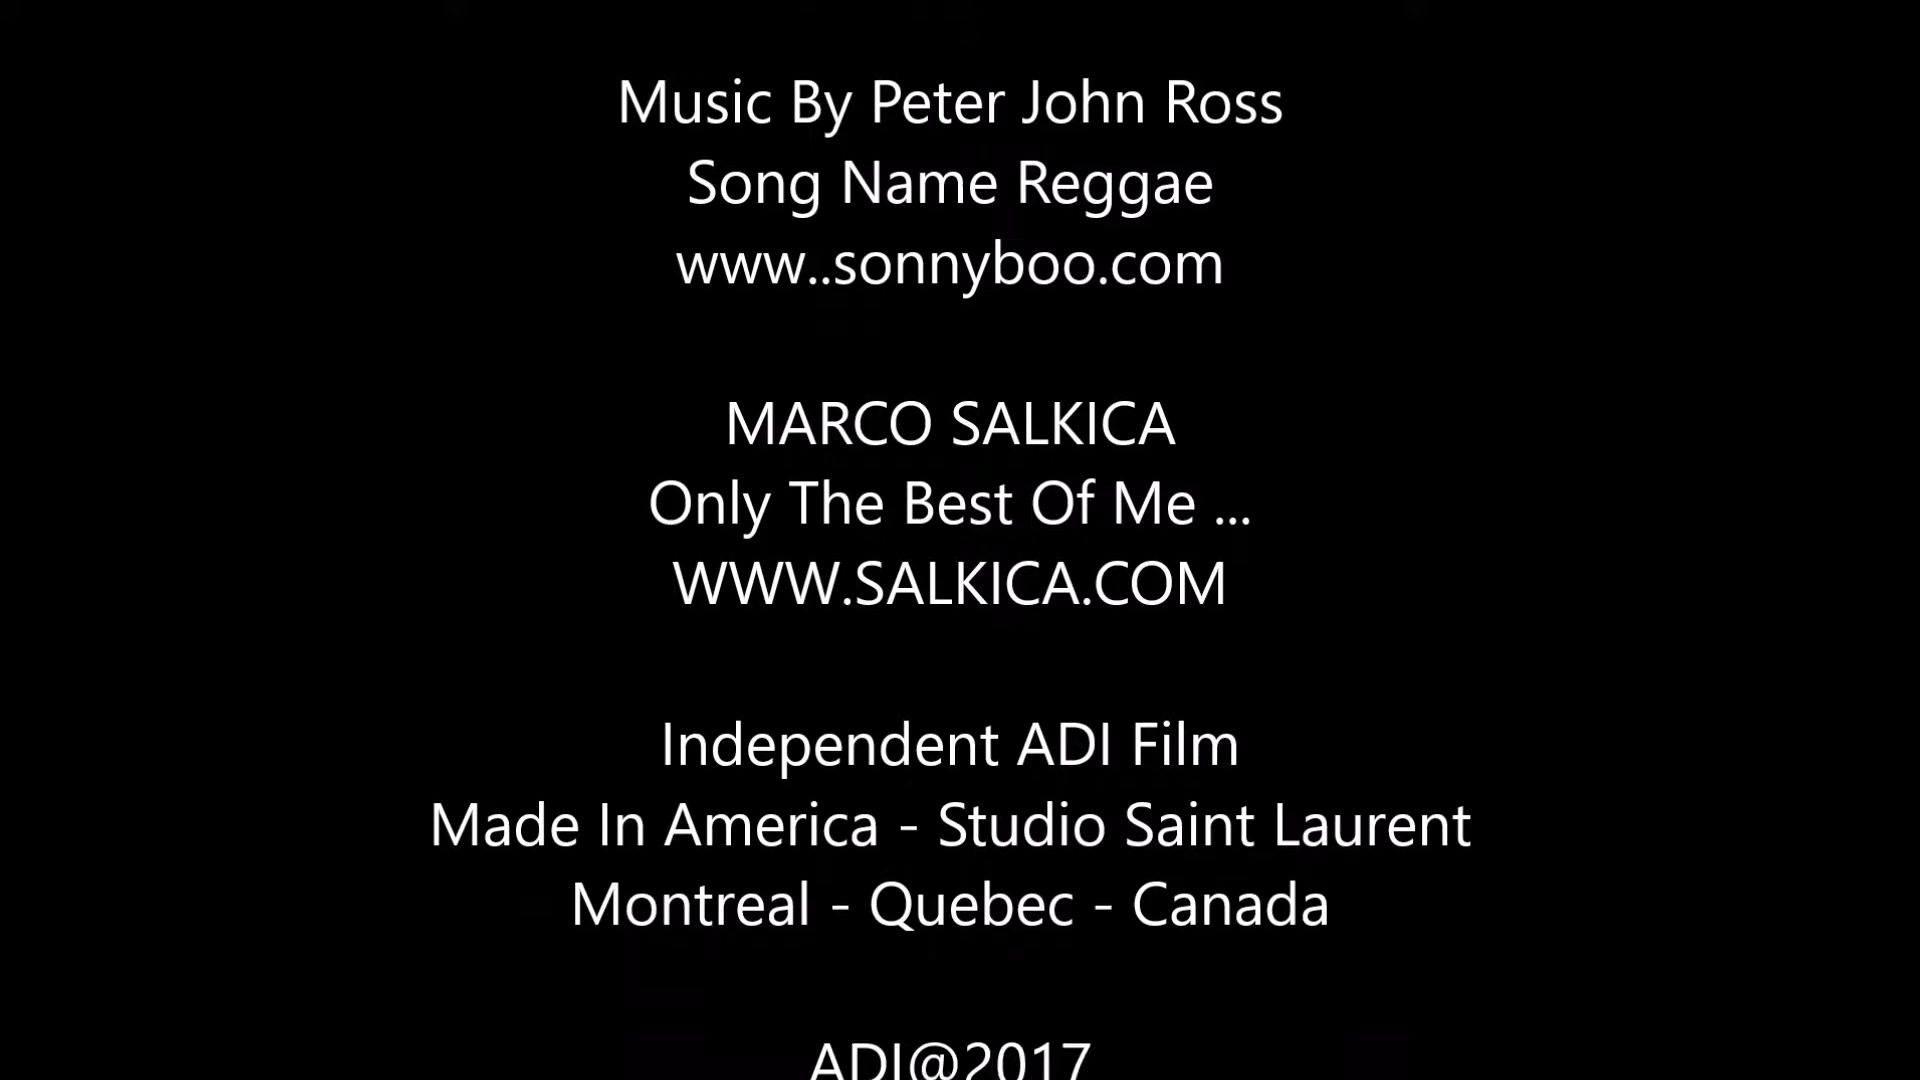 Music By Peter John Ross
Song Name Reggae
www..sonnyboo.com
MARCO SALKICA
Only The Best Of Me ...
WWW.SALKICA.COM
Independent ADI Film
Made In America - Studio Saint Laurent
Montreal - Quebec - Canada
ADI@2017